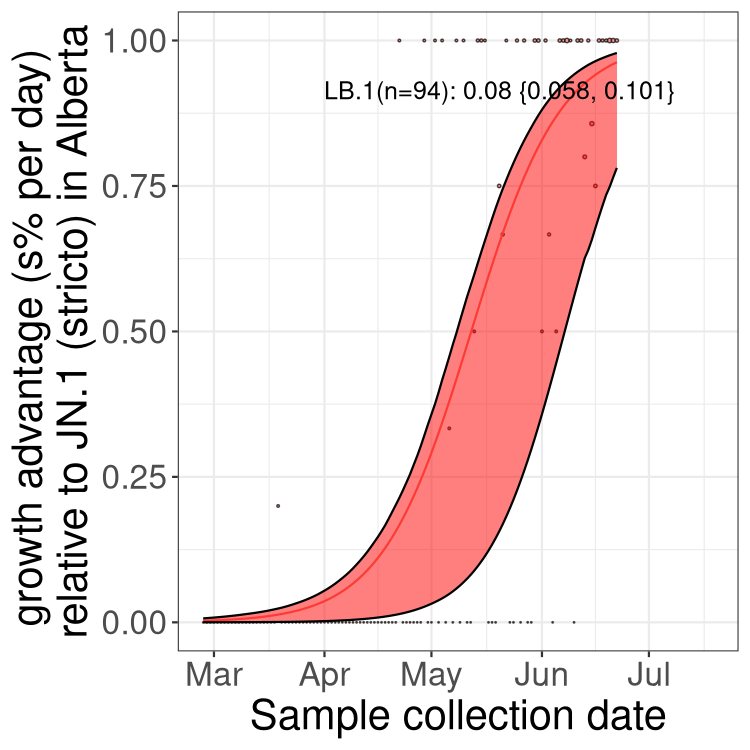 growth advantage (s% per day)
relative to JN.1 (stricto) in Alberta
1.00
0.75
0.50
0.25
0.00
LB.1(n=94): 0.08 {0.058, 0.101}
Mar Apr May Jun Jul
Sample collection date